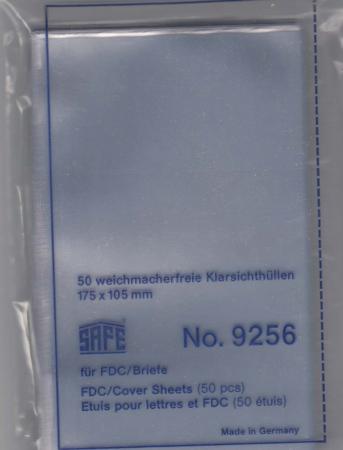 50 weichmacherfreie Klarsichthüllen
175 x 105 mm
SAFE
No. 9256
für FDC/Briefe
FDC/Cover Sheets (50 pcs)
Etuis pour lettres et FDC (50 étuis)
Made in Germany